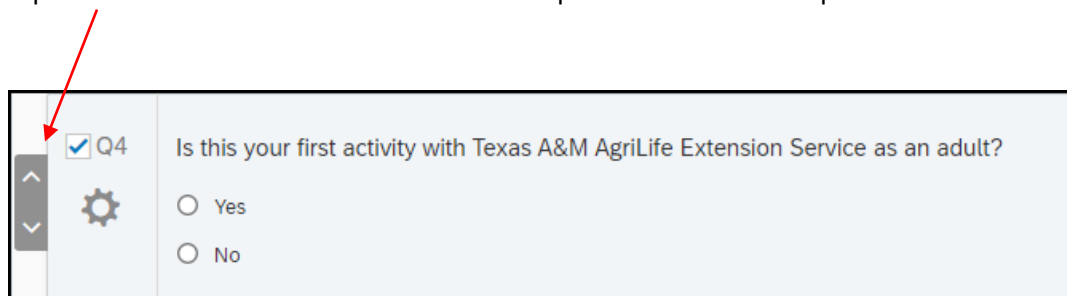 Q4
Is this your first activity with Texas A&M AgriLife Extension Service as an adult?
Yes
No